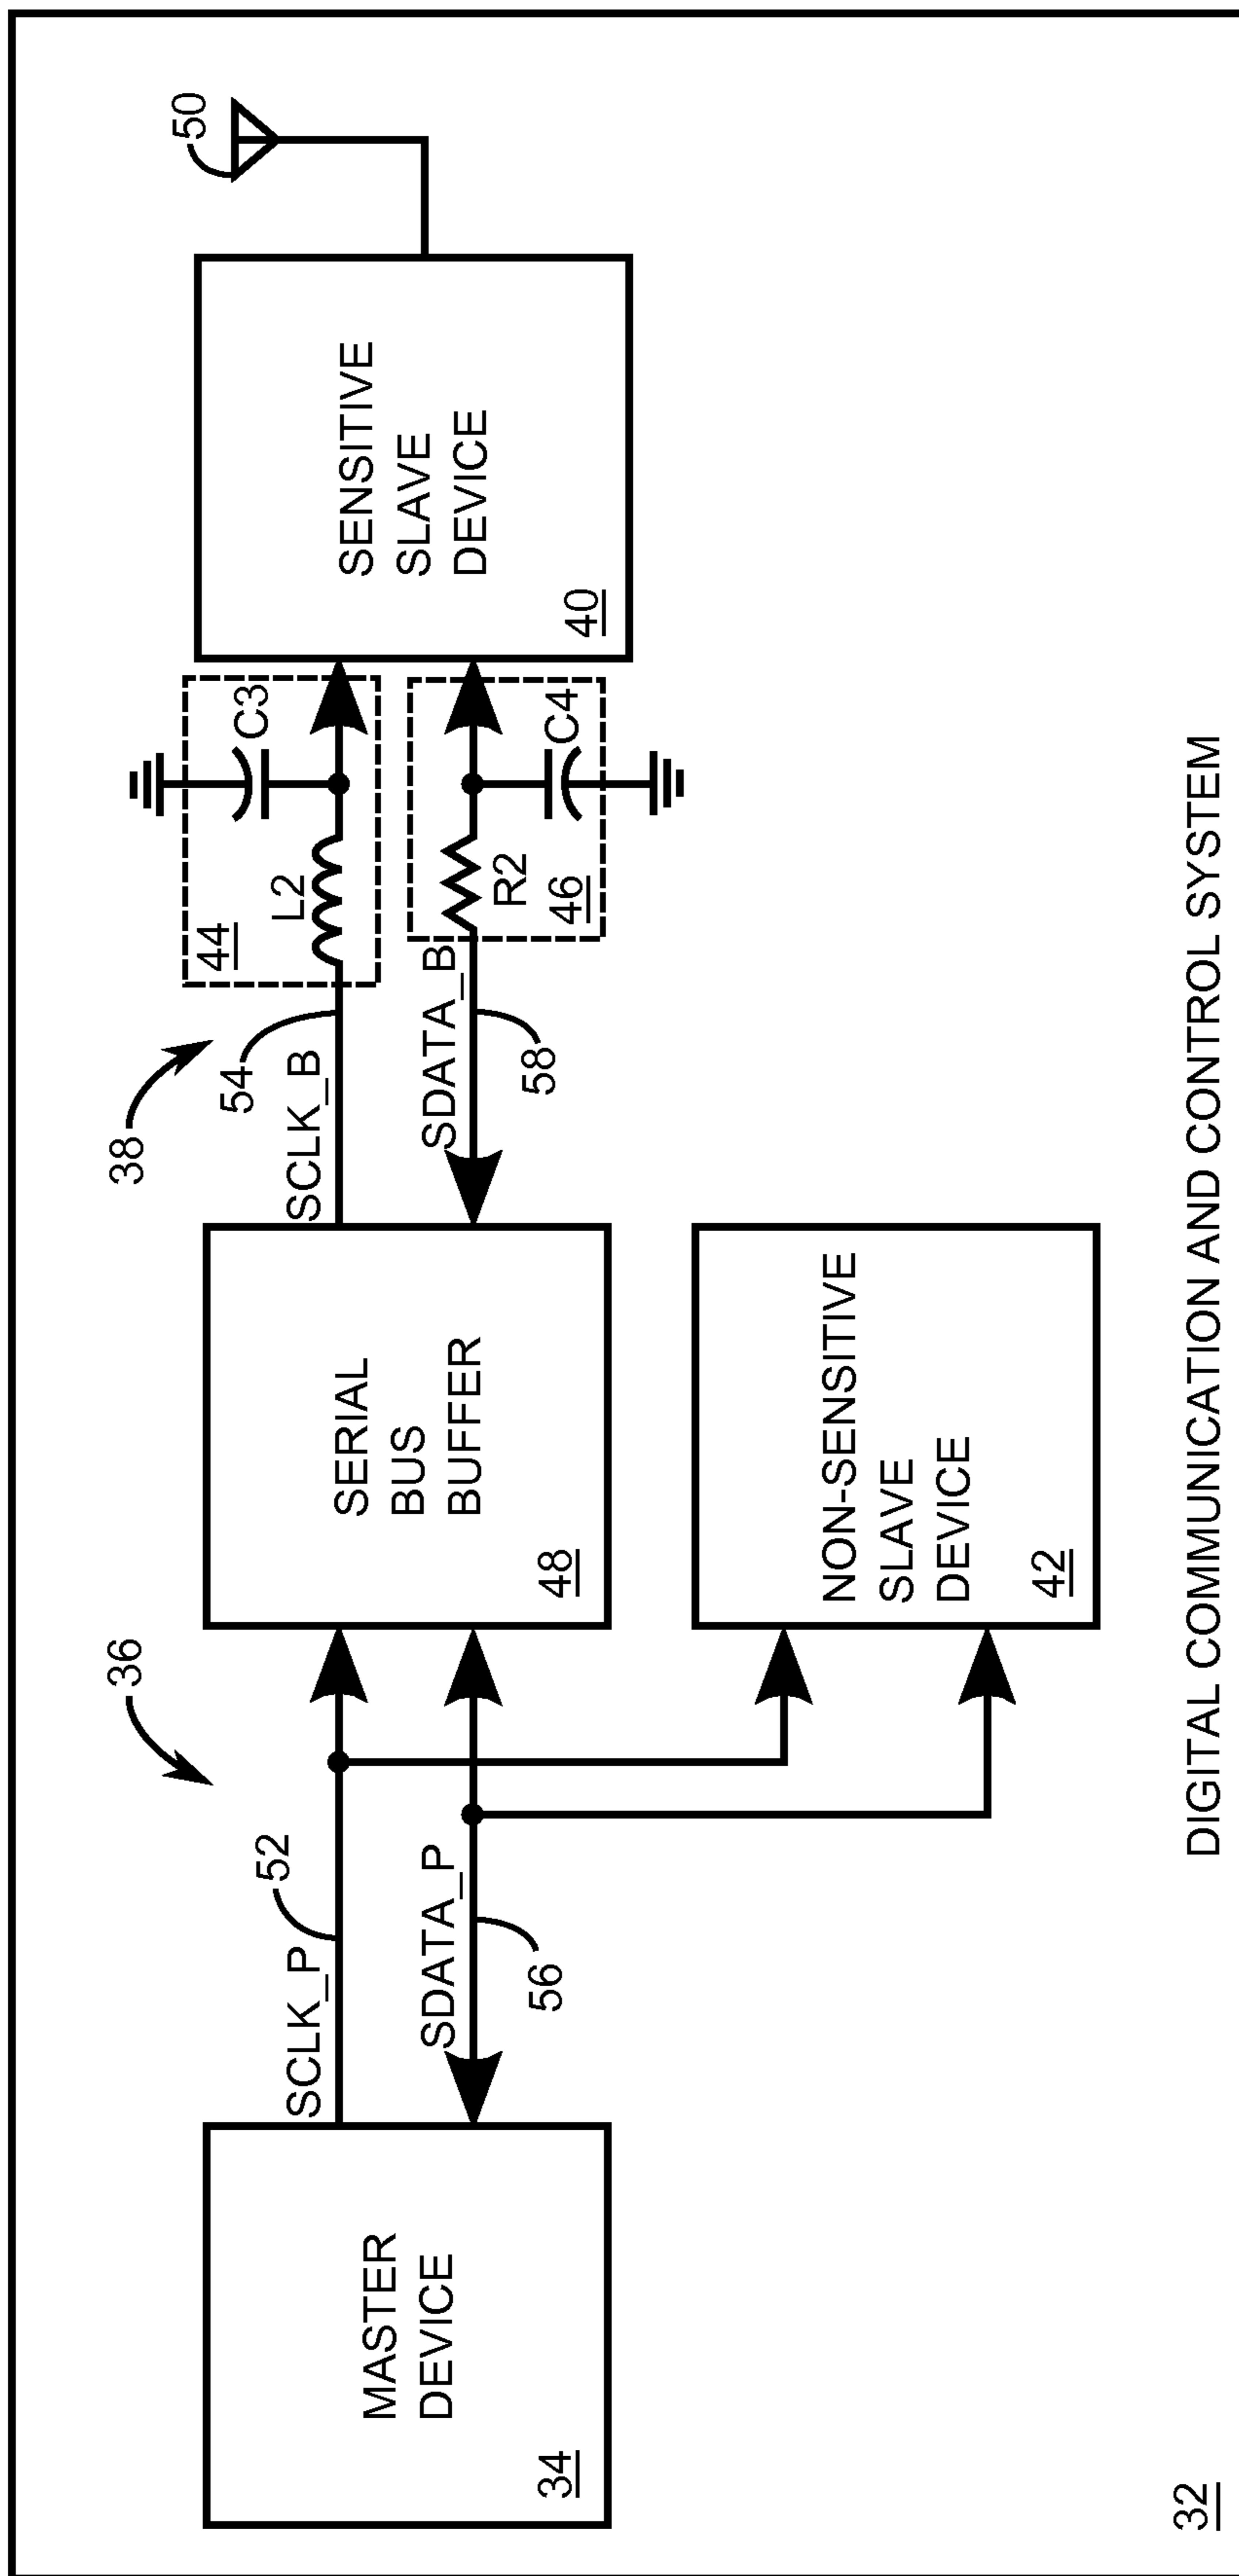 50
38
36
54
52
SCLK_P
SCLK_B
44
L2
C3
SDATA_P
SDATA_B
56
58
R2
46
C4
MASTER
DEVICE
34
SERIAL
BUS
BUFFER
48
SENSITIVE
SLAVE
DEVICE
40
NON-SENSITIVE
SLAVE
DEVICE
42
32
DIGITAL COMMUNICATION AND CONTROL SYSTEM